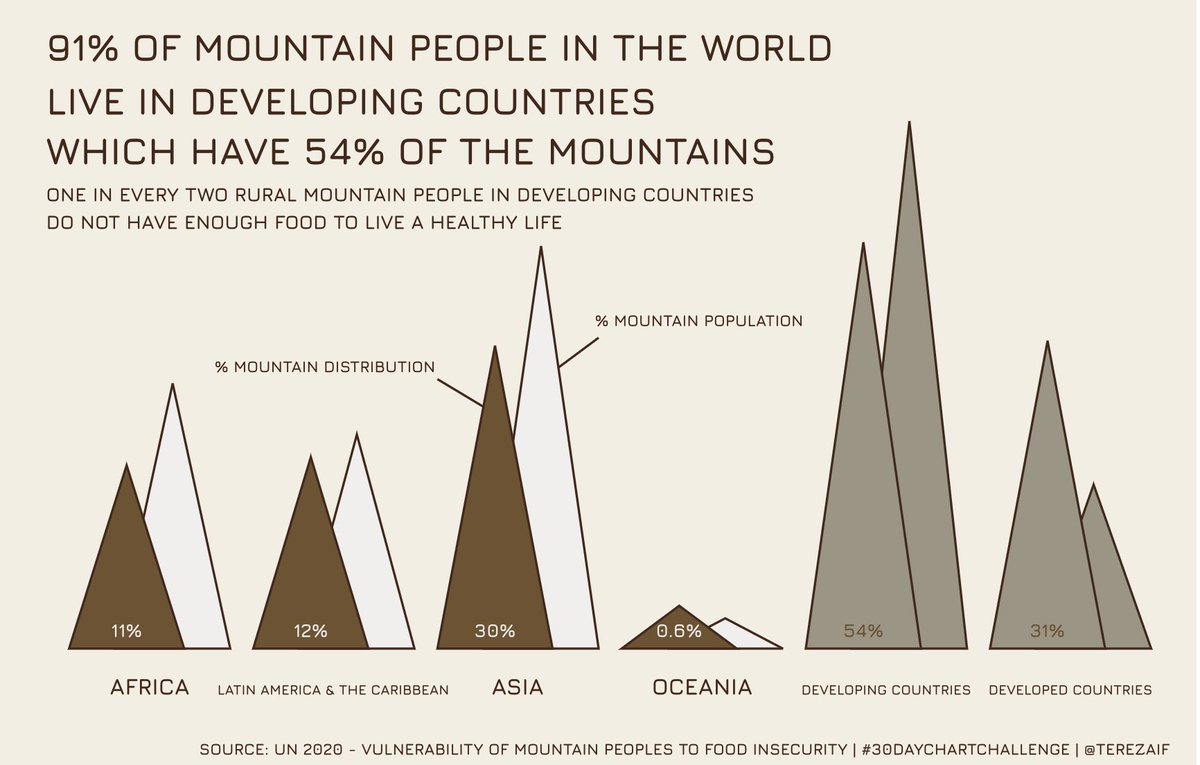 91% OF MOUNTAIN PEOPLE IN THE WORLD
LIVE IN DEVELOPING COUNTRIES
WHICH HAVE 54% OF THE MOUNTAINS
ONE IN EVERY TWO RURAL MOUNTAIN PEOPLE IN DEVELOPING COUNTRIES
DO NOT HAVE ENOUGH FOOD TO LIVE A HEALTHY LIFE
% MOUNTAIN POPULATION
% MOUNTAIN DISTRIBUTION
11% 12% 30% 0.6% 54% 31%
AFRICA LATIN AMERICA & THE CARIBBEAN ASIA OCEANIA DEVELOPING COUNTRIES DEVELOPED COUNTRIES
SOURCE: UN 2020 - VULNERABILITY OF MOUNTAIN PEOPLES TO FOOD INSECURITY | #30DAYCHARTCHALLENGE | @TEREZAIF